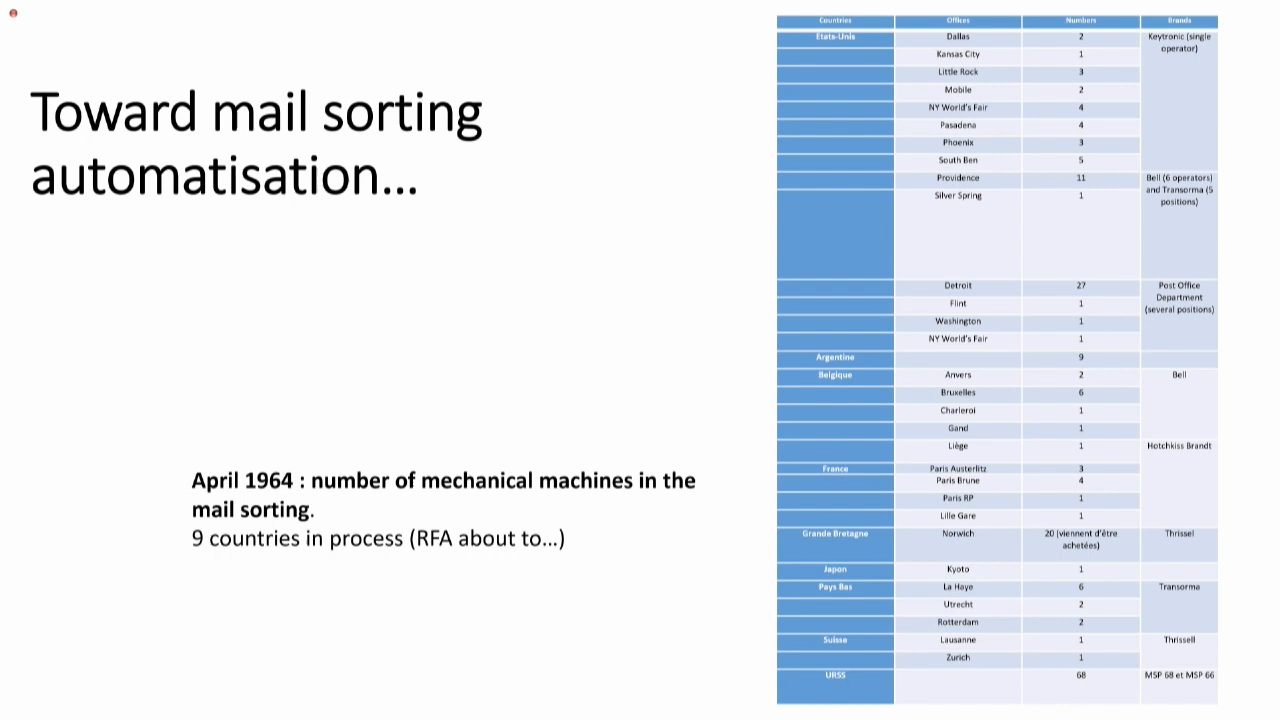 Toward mail sorting
automatisation...
April 1964 : number of mechanical machines in the
mail sorting.
9 countries in process (RFA about to...)
Countries Offices Numbers Brands
Etats-Unis Dallas 2 Keytronic (single operator)
Kansas City 1
Little Rock 3
Mobile 2
NY World's Fair 4
Pasadena 4
Phoenix 3
South Ben 5
Providence 11 Bell (6 operators) and Transorma (5 positions)
Silver Spring 1
Detroit 27 Post Office Department (several positions)
Flint 1
Washington 1
NY World's Fair 1
Argentine 9
Belgique Anvers 2 Bell
Bruxelles 6
Charleroi 1
Gand 1
Liège 1 Hotchkiss Brandt
France Paris Austerlitz 3
Paris Brune 4
Paris RP 1
Lille Gare 1
Grande Bretagne Norwich 20 (viennent d'être achetées) Thrissel
Japon Kyoto 1
Pays Bas La Haye 6 Transorma
Utrecht 2
Rotterdam 2
Suisse Lausanne 1 Thrissell
Zurich 1
URSS 68 MSP 68 et MSP 66